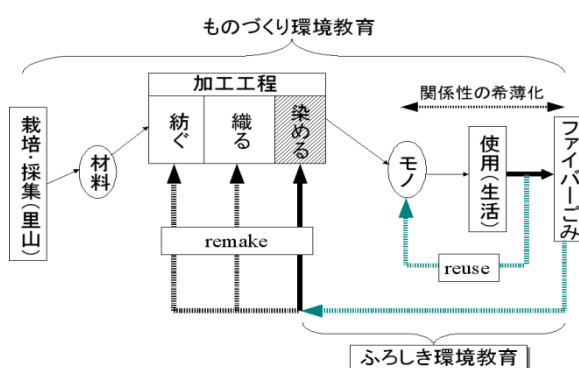 ものづくり環境教育
加工工程
関係性の希薄化
栽培・採集(里山)
材料
紡ぐ
織る
染める
モノ
使用(生活)
ファイバーごみ
remake
reuse
ふろしき環境教育